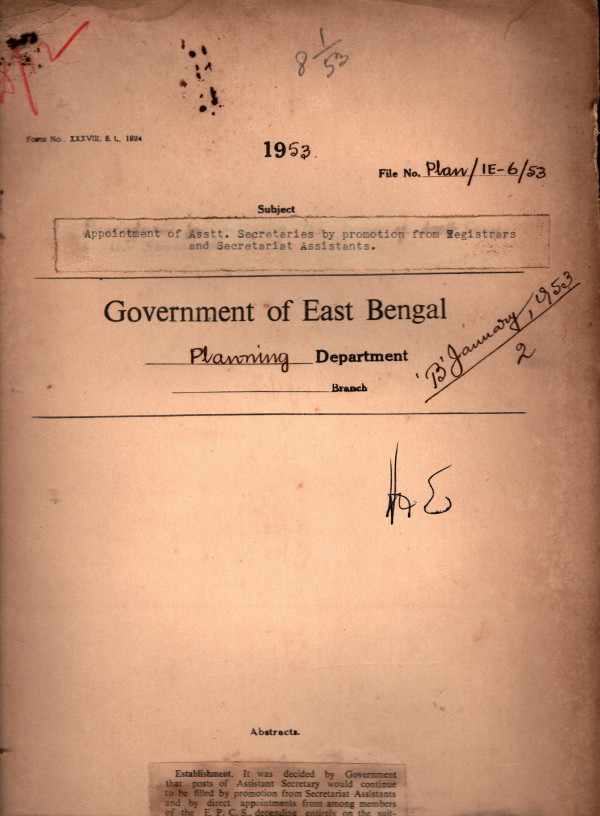 8 1/53
Form No. XXXVIII, S. L., 1924
1953.
File No. Plan/IE-6/53
Subject
Appointment of Asstt. Secretaries by promotion from Registrars
and Secretariat Assistants.
Government of East Bengal
Planning Department
Branch
'B' January, 1953
2
Abstracts.
Establishment. It was decided by Government
that posts of Assistant Secretary would continue
to be filled by promotion from Secretariat Assistants
and by direct appointments from among members
of the E.P.C.S. depending entirely on the suit-